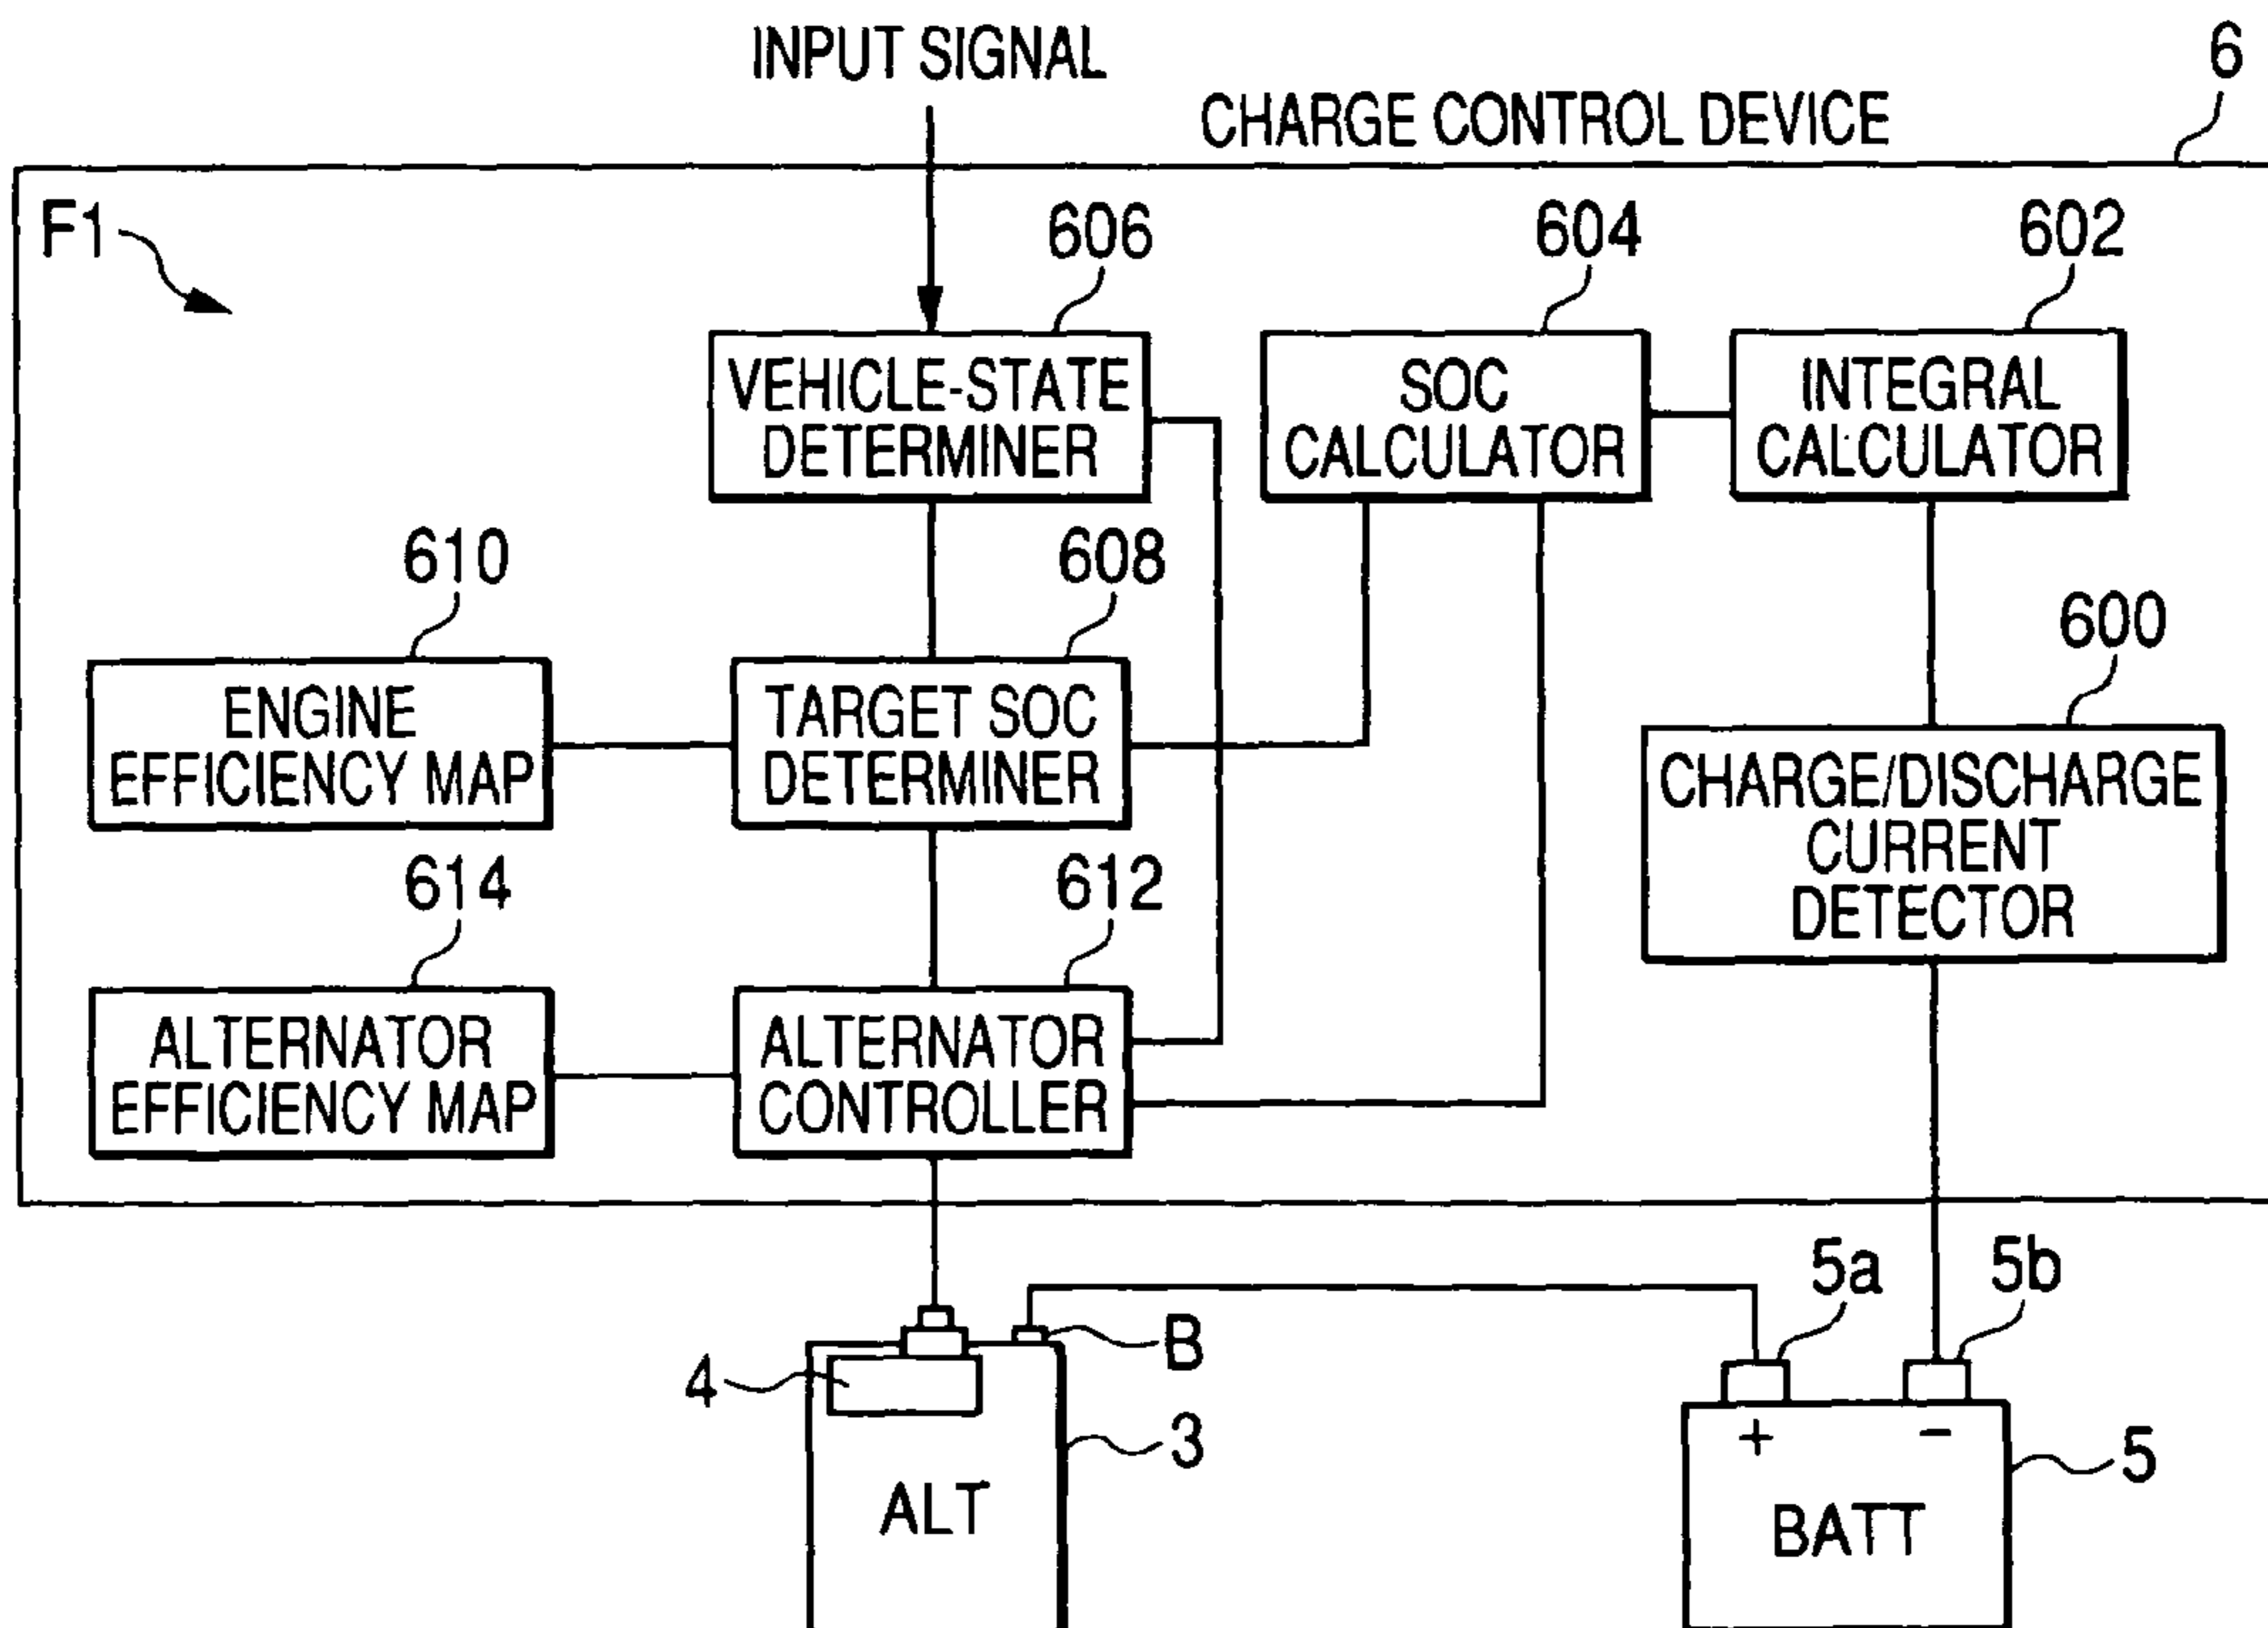 INPUT SIGNAL
6
CHARGE CONTROL DEVICE
F1
606
604
602
VEHICLE-STATE
DETERMINER
SOC
CALCULATOR
INTEGRAL
CALCULATOR
610
608
600
ENGINE
EFFICIENCY MAP
TARGET SOC
DETERMINER
CHARGE/DISCHARGE
CURRENT
DETECTOR
614
612
ALTERNATOR
EFFICIENCY MAP
ALTERNATOR
CONTROLLER
5a
5b
B
4
3
+
−
5
ALT
BATT